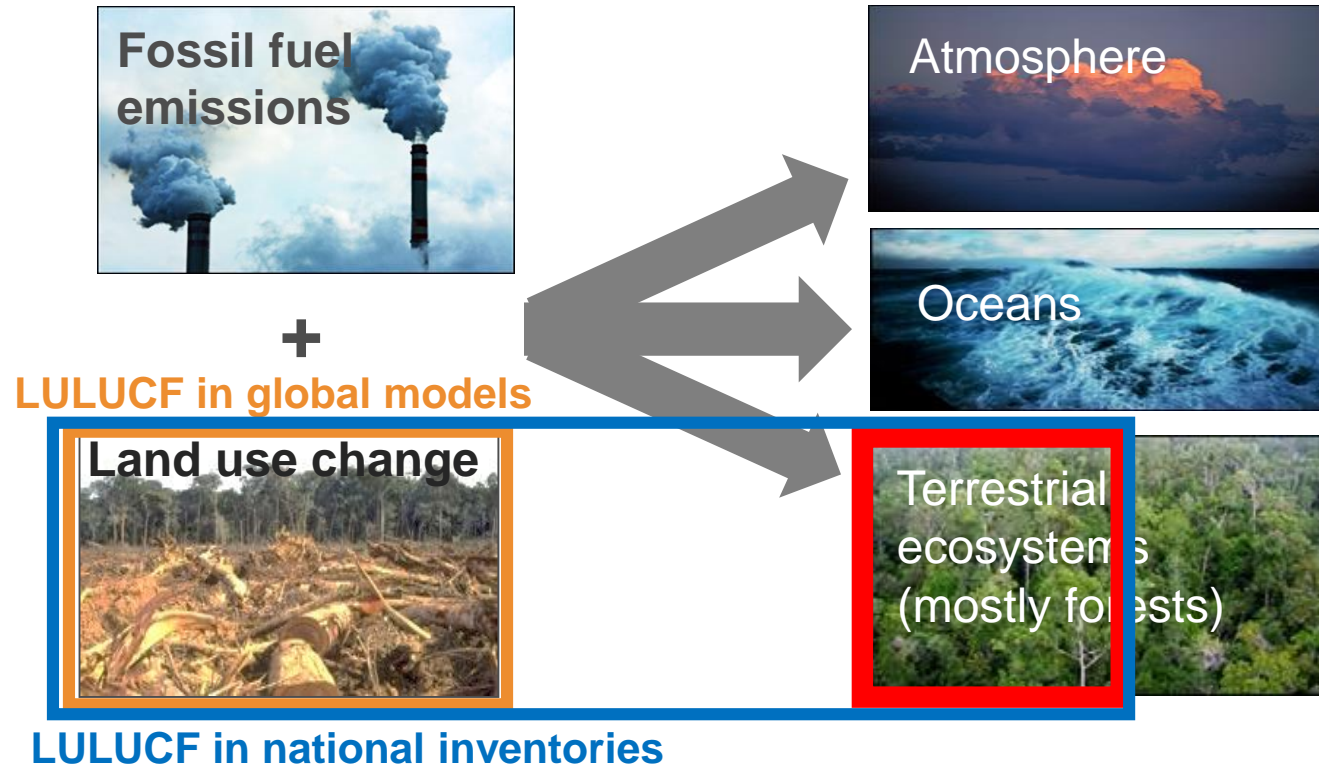 Fossil fuel
emissions
+
LULUCF in global models
Land use change
LULUCF in national inventories
Atmosphere
Oceans
Terrestrial
ecosystems
(mostly forests)